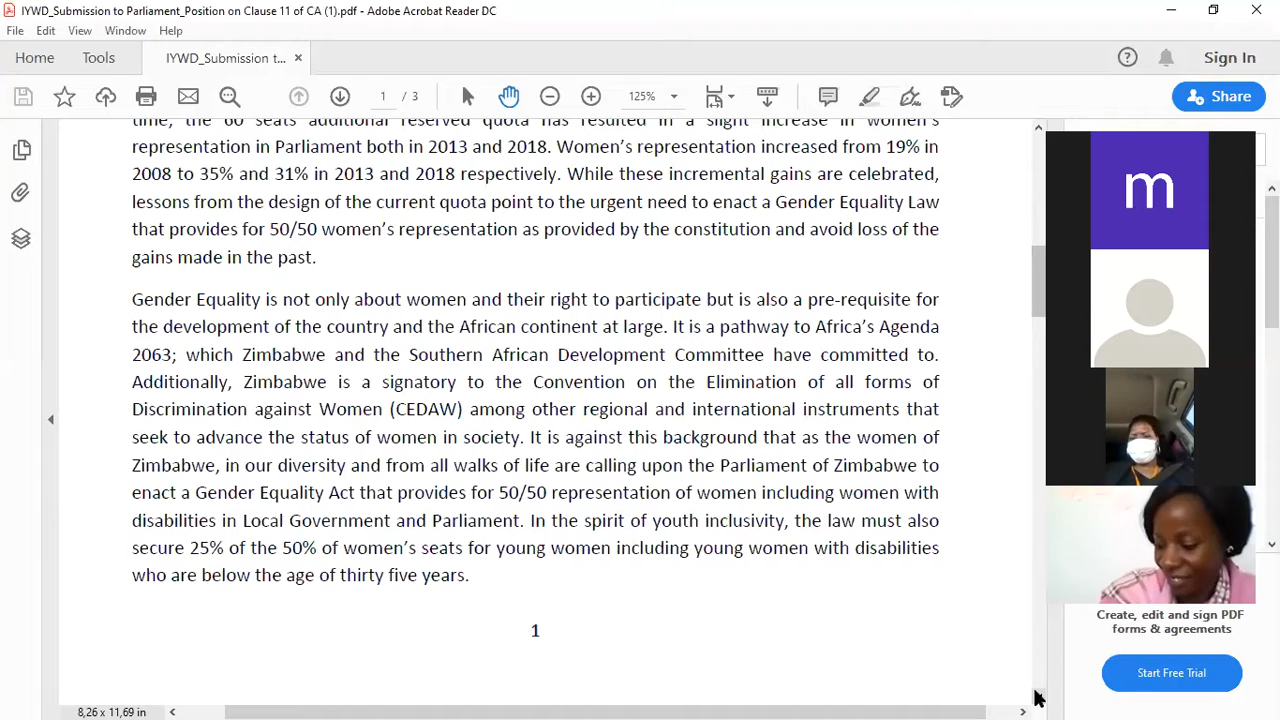 IYWD_Submission to Parliament_Position on Clause 11 of CA (1).pdf - Adobe Acrobat Reader DC
File Edit View Window Help
Home Tools IYWD_Submission t... × Sign In
1 / 3 125% Share
time, the 60 seats additional reserved quota has resulted in a slight increase in women's
representation in Parliament both in 2013 and 2018. Women's representation increased from 19% in
2008 to 35% and 31% in 2013 and 2018 respectively. While these incremental gains are celebrated,
lessons from the design of the current quota point to the urgent need to enact a Gender Equality Law
that provides for 50/50 women's representation as provided by the constitution and avoid loss of the
gains made in the past.
Gender Equality is not only about women and their right to participate but is also a pre-requisite for
the development of the country and the African continent at large. It is a pathway to Africa's Agenda
2063; which Zimbabwe and the Southern African Development Committee have committed to.
Additionally, Zimbabwe is a signatory to the Convention on the Elimination of all forms of
Discrimination against Women (CEDAW) among other regional and international instruments that
seek to advance the status of women in society. It is against this background that as the women of
Zimbabwe, in our diversity and from all walks of life are calling upon the Parliament of Zimbabwe to
enact a Gender Equality Act that provides for 50/50 representation of women including women with
disabilities in Local Government and Parliament. In the spirit of youth inclusivity, the law must also
secure 25% of the 50% of women's seats for young women including young women with disabilities
who are below the age of thirty five years.
1
8,26 x 11,69 in
m
Create, edit and sign PDF
forms & agreements
Start Free Trial